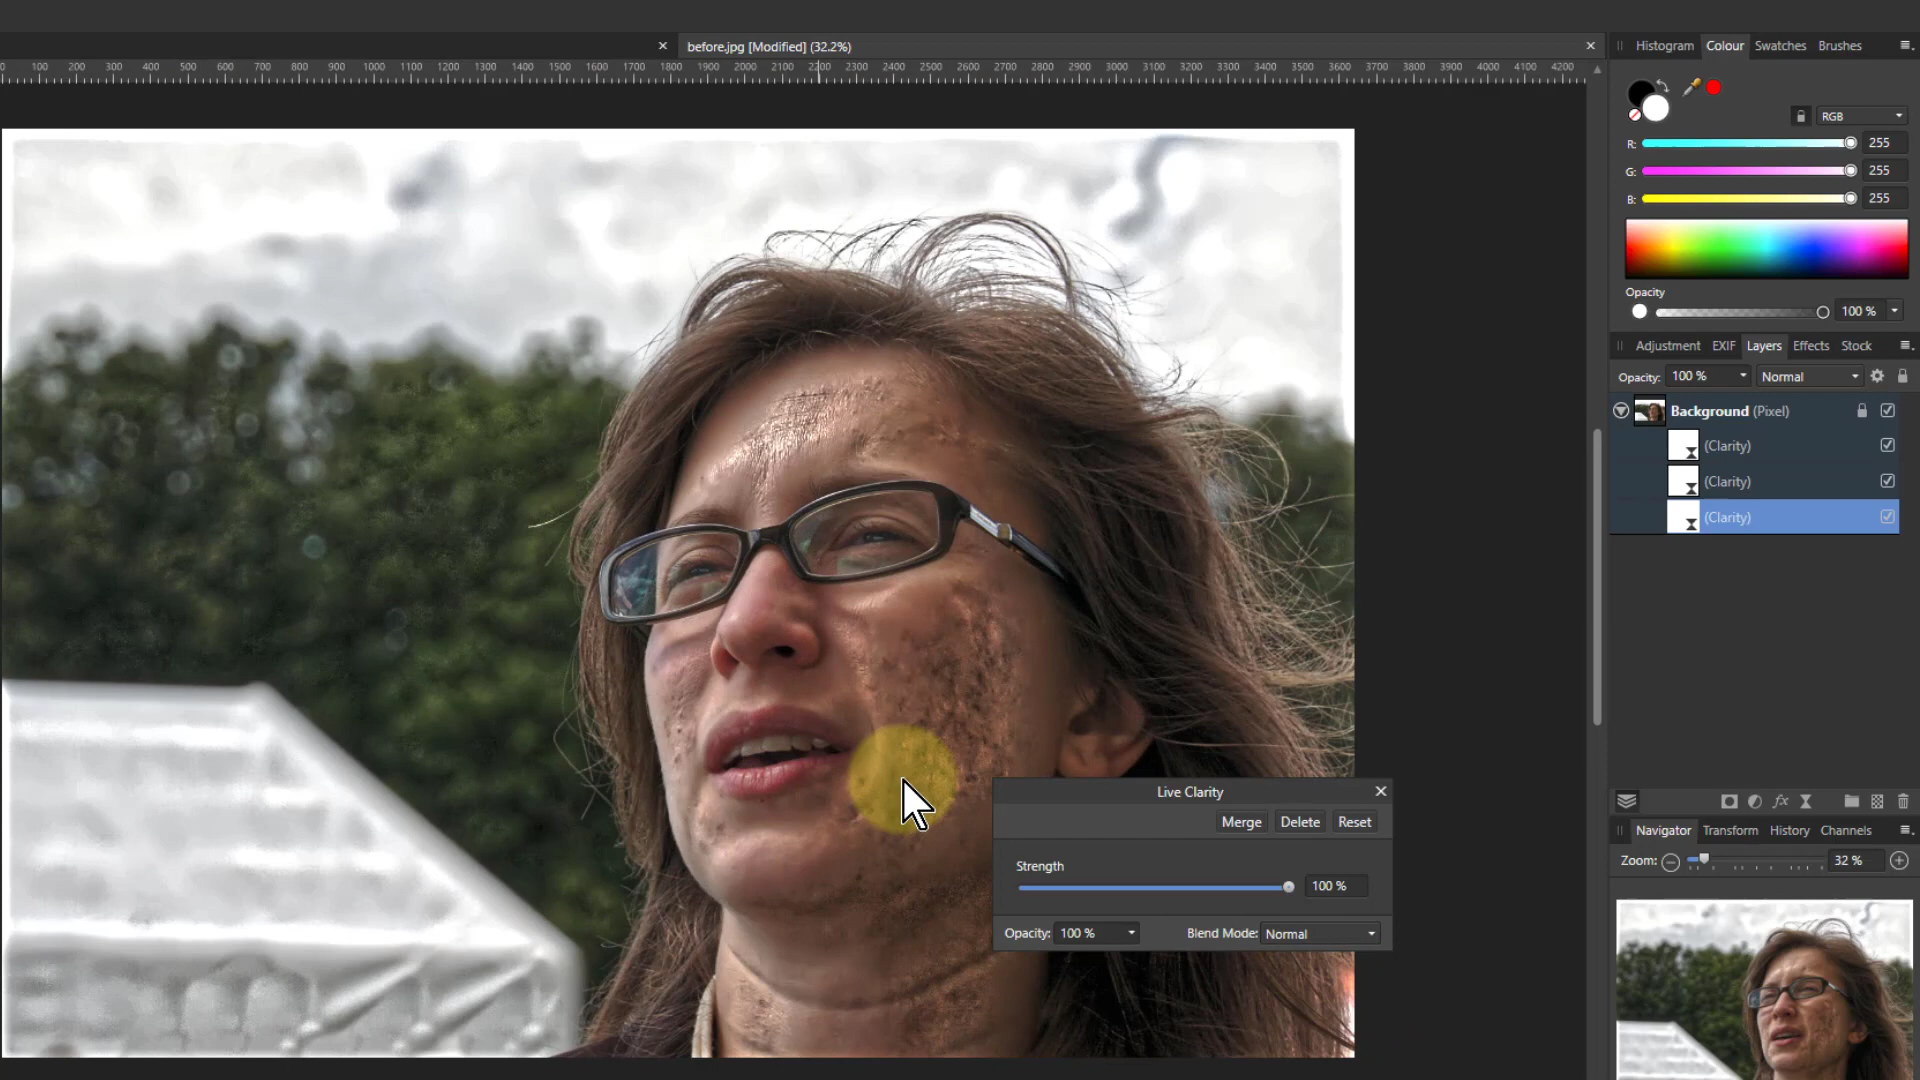 before.jpg [Modified] (32.2%)
Histogram Colour Swatches Brushes
0 100 200 300 400 500 600 700 800 900 1000 1100 1200 1300 1400 1500 1600 1700 1800 1900 2000 2100 2200 2300 2400 2500 2600 2700 2800 2900 3000 3100 3200 3300 3400 3500 3600 3700 3800 3900 4000 4100 4200
RGB
R: 255
G: 255
B: 255
Opacity
100 %
Adjustment EXIF Layers Effects Stock
Opacity: 100 % Normal
Background (Pixel)
(Clarity)
(Clarity)
(Clarity)
Live Clarity
Merge Delete Reset
Strength
100 %
Opacity: 100 % Blend Mode: Normal
fx
Navigator Transform History Channels
Zoom: 32 %